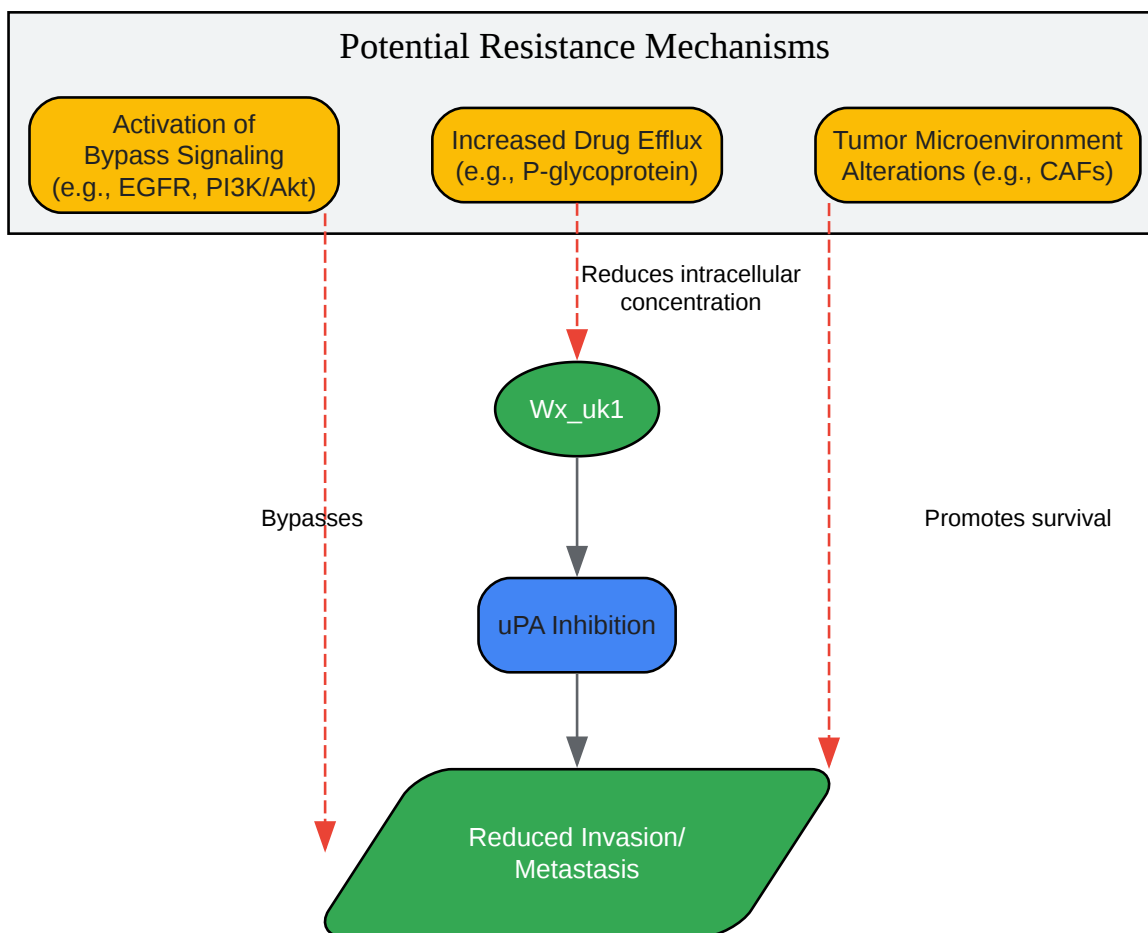 Potential Resistance Mechanisms
Activation of
Bypass Signaling
(e.g., EGFR, PI3K/Akt)
Increased Drug Efflux
(e.g., P-glycoprotein)
Tumor Microenvironment
Alterations (e.g., CAFs)
Reduces intracellular
concentration
Wx_uk1
Bypasses
Promotes survival
uPA Inhibition
Reduced Invasion/
Metastasis